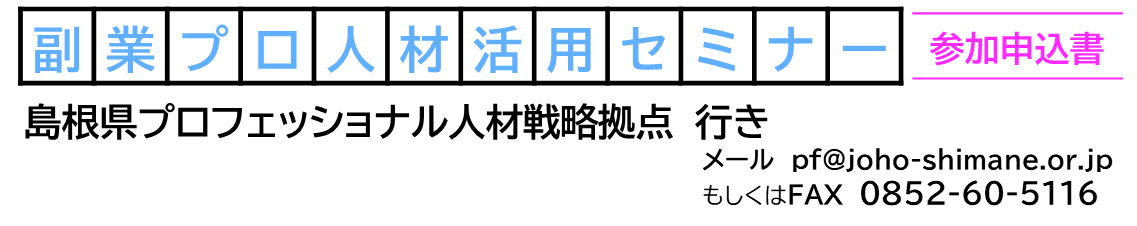 副業プロ人材活用セミナー 参加申込書
島根県プロフェッショナル人材戦略拠点 行き
メール pf@joho-shimane.or.jp
もしくはFAX 0852-60-5116